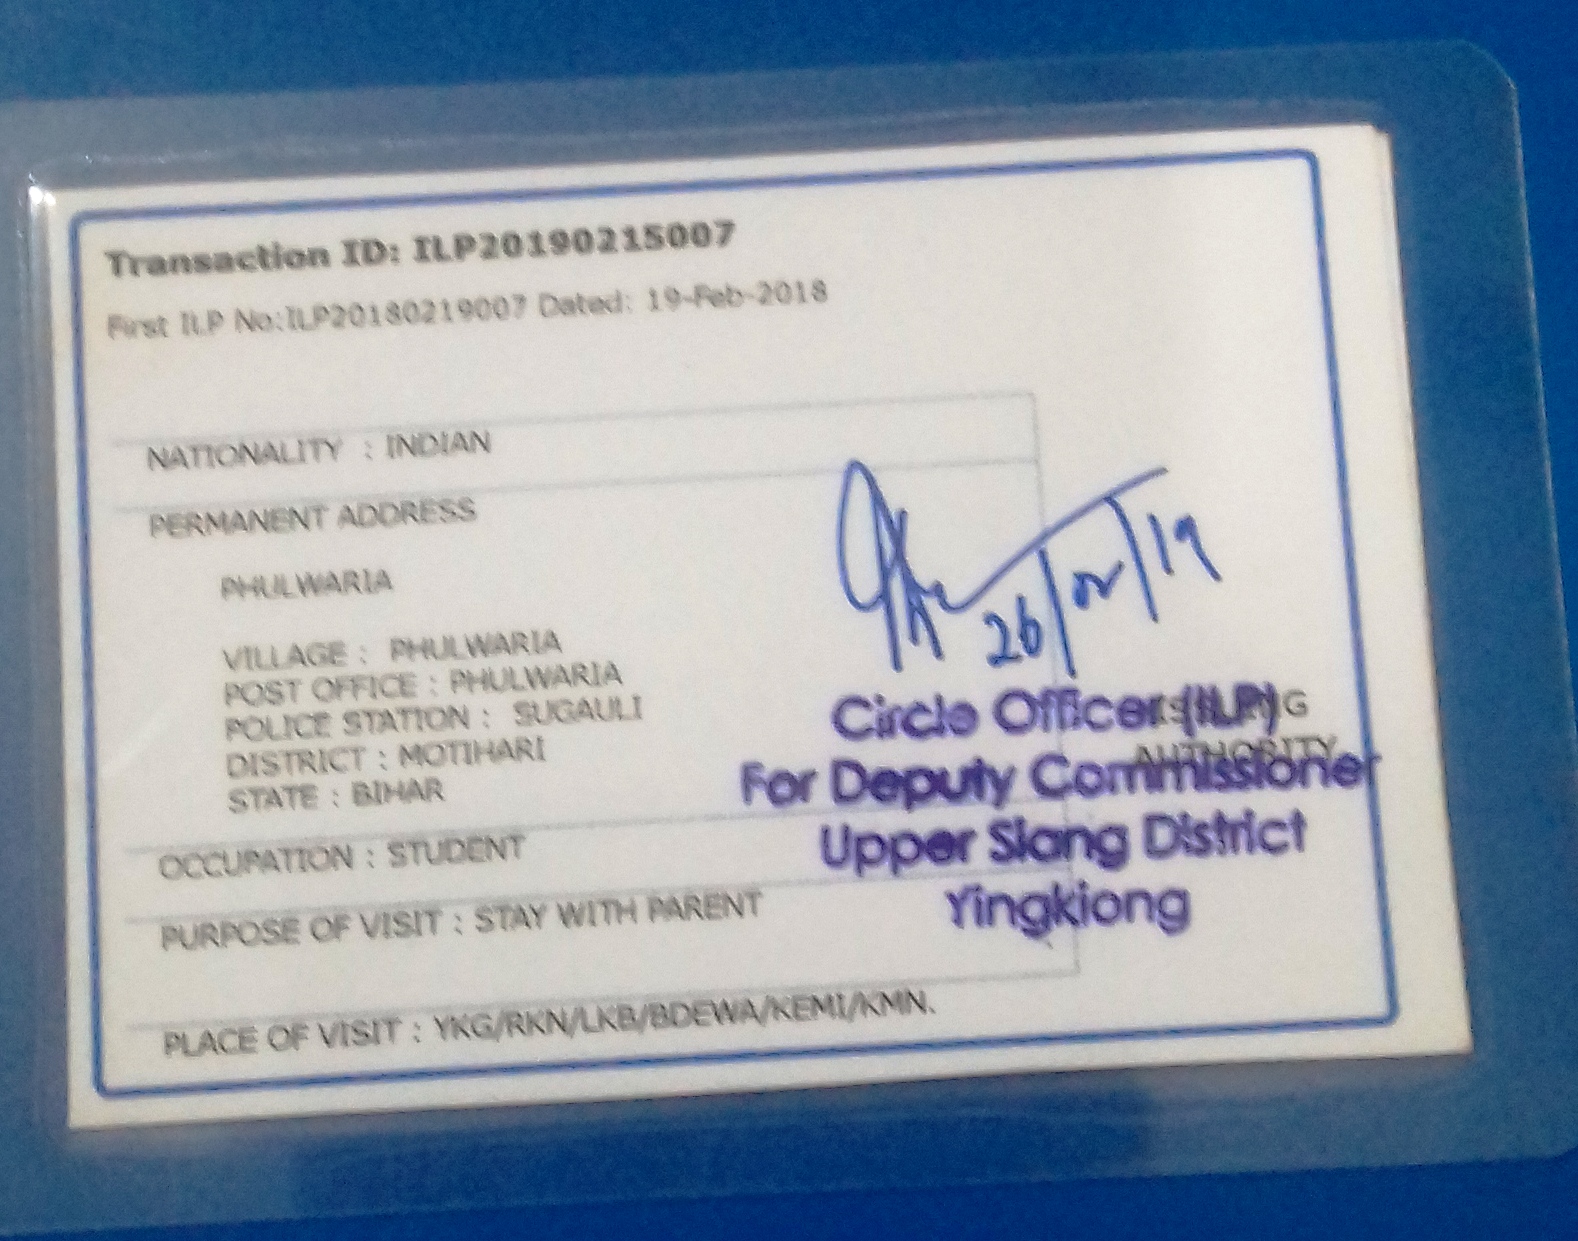 Transaction ID: ILP20190215007
First ILP No:ILP20180219007 Dated: 19-Feb-2018
NATIONALITY : INDIAN
PERMANENT ADDRESS
PHULWARIA
VILLAGE : PHULWARIA
POST OFFICE : PHULWARIA
POLICE STATION : SUGAULI
DISTRICT : MOTIHARI
STATE : BIHAR
OCCUPATION : STUDENT
PURPOSE OF VISIT : STAY WITH PARENT
PLACE OF VISIT : YKG/RKN/LKB/BDEWA/KEMI/KMN.
26/12/19
Circle Officer (ILP)
For Deputy Commissioner
Upper Siang District
Yingkiong
AUTHORITY